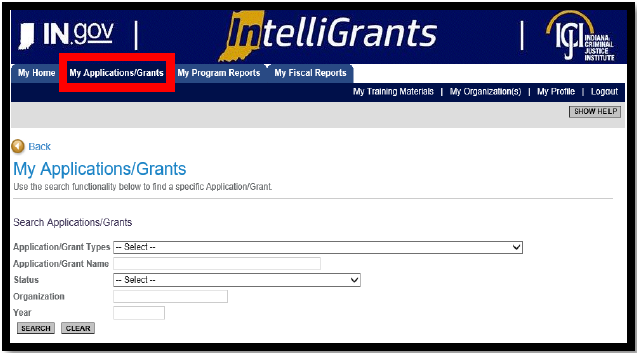 IN.gov | IntelliGrants | ICJI INDIANA CRIMINAL JUSTICE INSTITUTE
My Home My Applications/Grants My Program Reports My Fiscal Reports
My Training Materials | My Organization(s) | My Profile | Logout
SHOW HELP
Back
My Applications/Grants
Use the search functionality below to find a specific Application/Grant.
Search Applications/Grants
Application/Grant Types -- Select --
Application/Grant Name
Status -- Select --
Organization
Year
SEARCH CLEAR